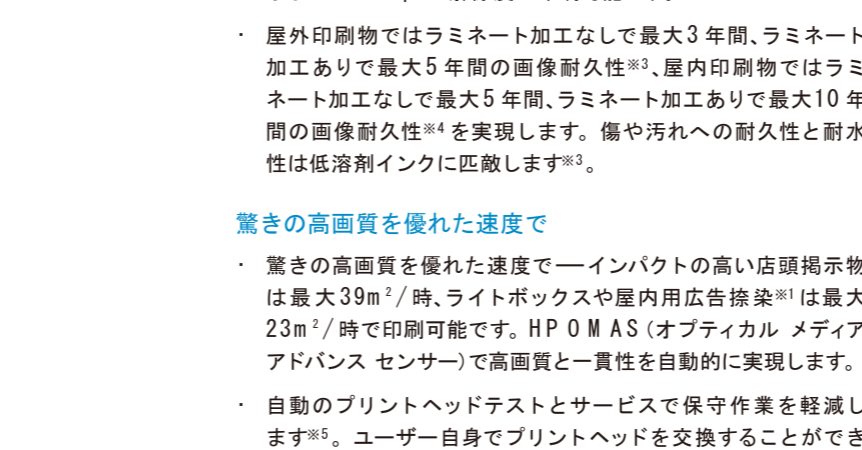 ・ 屋外印刷物ではラミネート加工なしで最大3 年間、ラミネート
加工ありで最大5 年間の画像耐久性※3、屋内印刷物ではラミ
ネート加工なしで最大5 年間、ラミネート加工ありで最大10 年
間の画像耐久性※4 を実現します。傷や汚れへの耐久性と耐水
性は低溶剤インクに匹敵します※3。
驚きの高画質を優れた速度で
・ 驚きの高画質を優れた速度で──インパクトの高い店頭掲示物
は最大39m²/時、ライトボックスや屋内用広告捺染※1 は最大
23m²/時で印刷可能です。HP OMAS（オプティカル メディア
アドバンス センサー）で高画質と一貫性を自動的に実現します。
・ 自動のプリントヘッドテストとサービスで保守作業を軽減し
ます※5。ユーザー自身でプリントヘッドを交換することができ